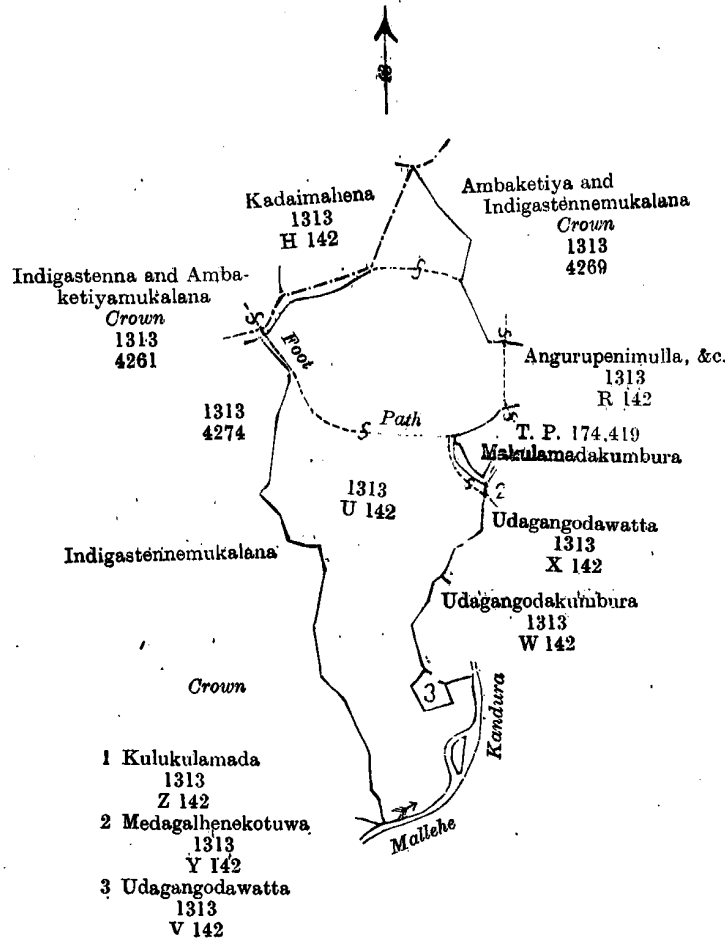 Kadaimahena
1313
H 142
Ambaketiya and
Indigastennemukalana
Crown
1313
4269
Indigastenna and Amba-
ketiyamukalana
Crown
1313
4261
Foot
Path
Angurupenimulla, &c.
1313
R 142
1313
4274
T. P. 174,419
Makulamadakumbura
1313
U 142
2
Udagangodawatta
1313
X 142
Indigastennemukalana
Udagangodakumbura
1313
W 142
Crown
3
Kandura
Mallehe
1 Kulukulamada
1313
Z 142
2 Medagalhenekotuwa
1313
Y 142
3 Udagangodawatta
1313
V 142